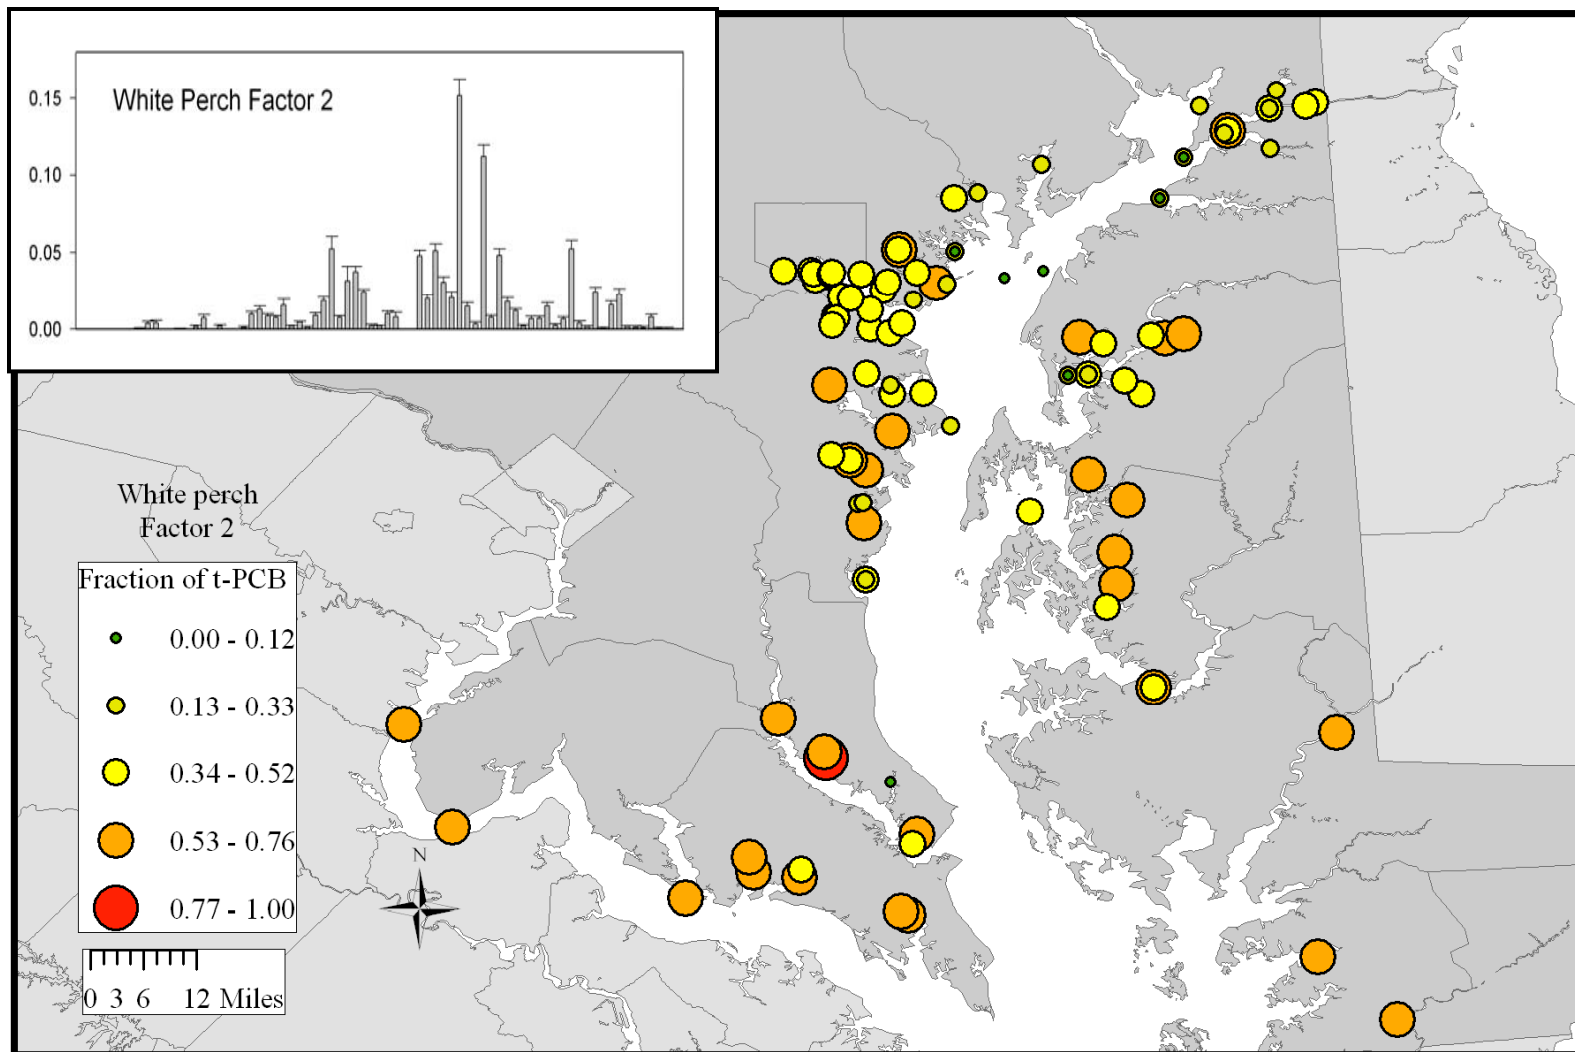 White Perch Factor 2
0.15
0.10
0.05
0.00
White perch
Factor 2
Fraction of t-PCB
0.00 - 0.12
0.13 - 0.33
0.34 - 0.52
0.53 - 0.76
0.77 - 1.00
N
0 3 6 12 Miles